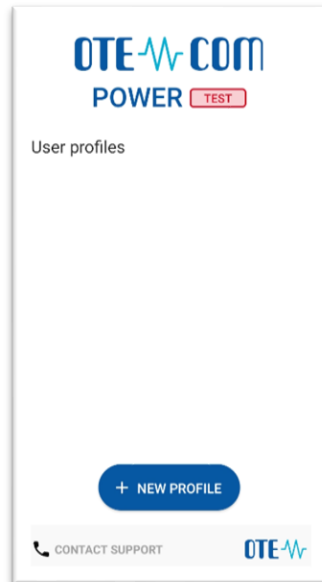 OTE COM
POWER TEST
User profiles
+ NEW PROFILE
CONTACT SUPPORT OTE